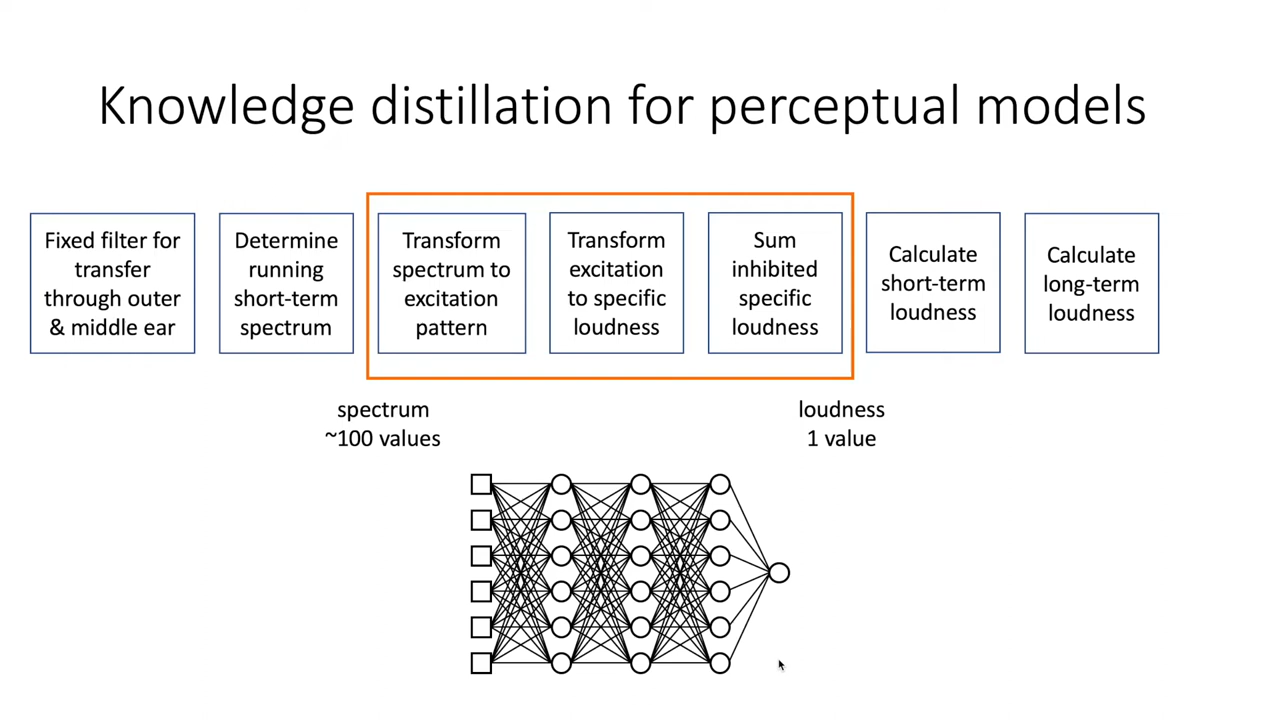 Knowledge distillation for perceptual models
Fixed filter for
transfer
through outer
& middle ear
Determine
running
short-term
spectrum
Transform
spectrum to
excitation
pattern
Transform
excitation
to specific
loudness
Sum
inhibited
specific
loudness
Calculate
short-term
loudness
Calculate
long-term
loudness
spectrum
~100 values
loudness
1 value